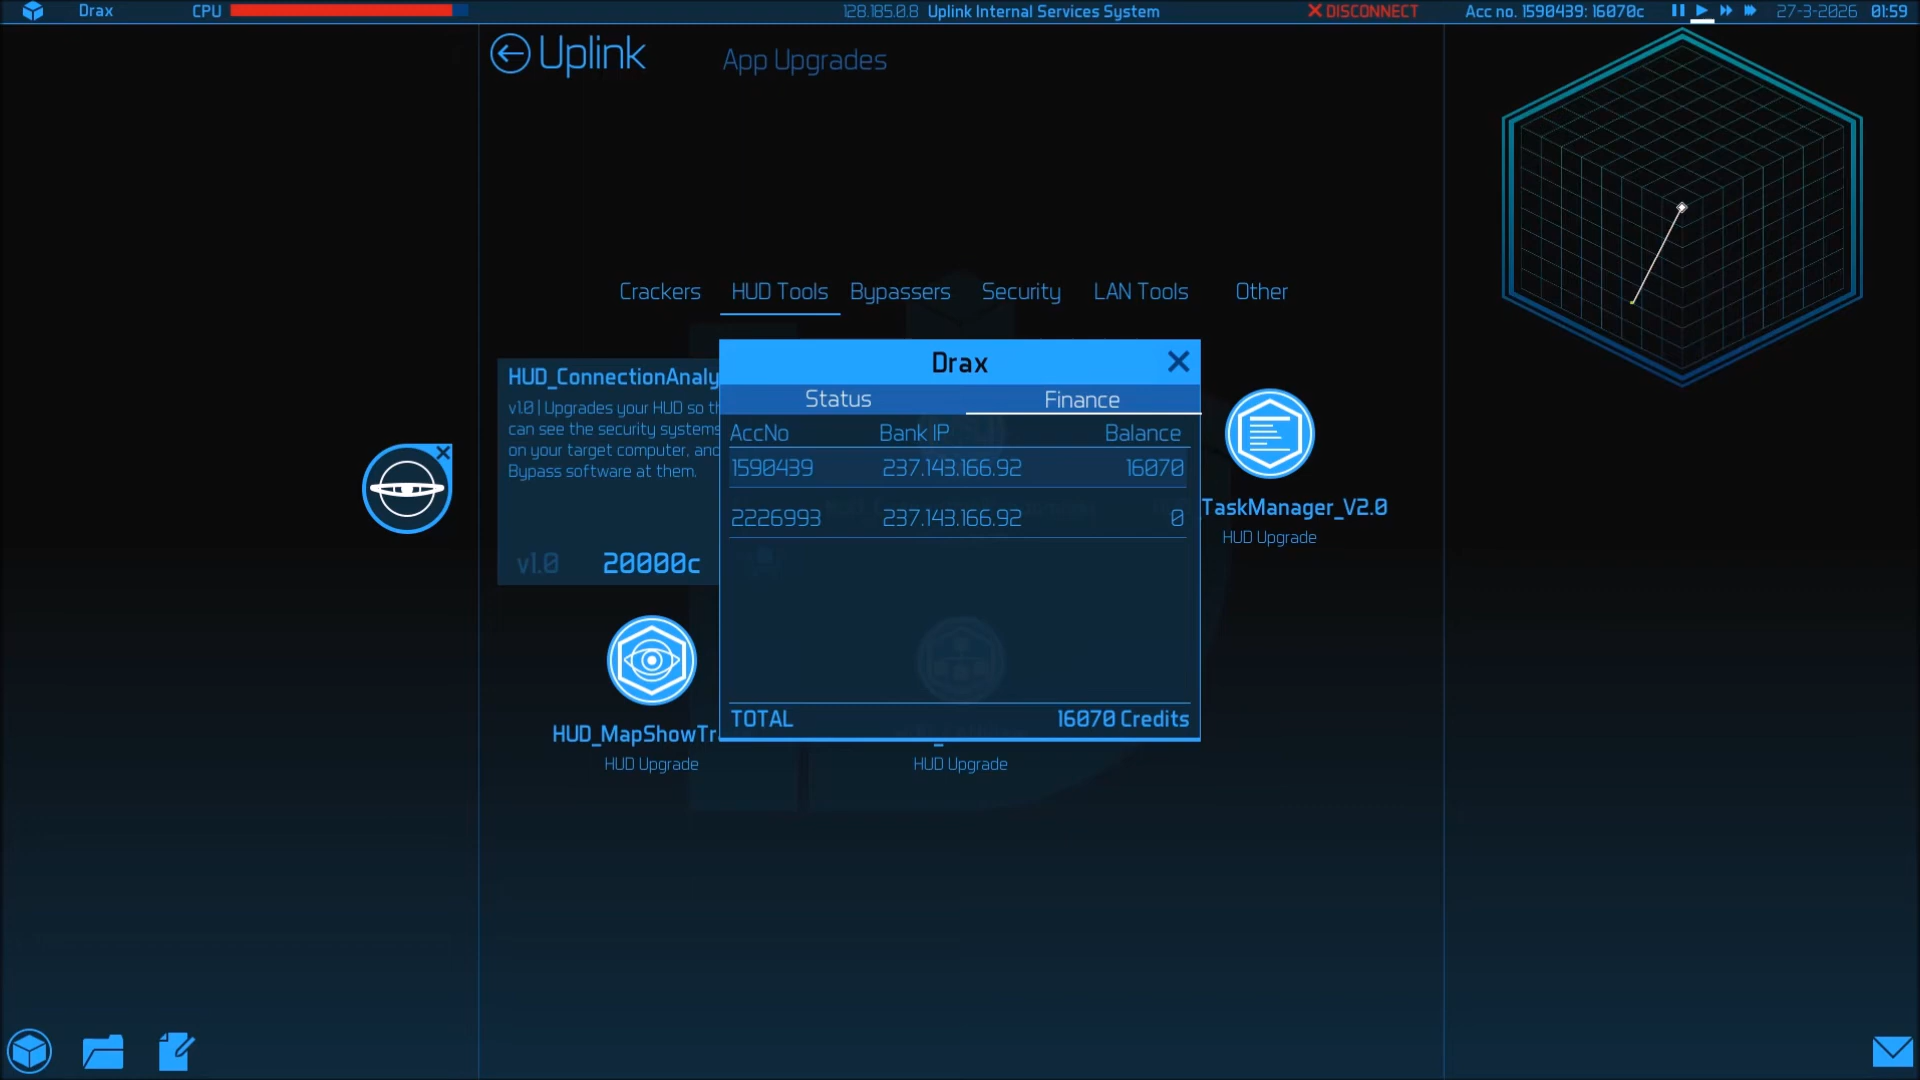 Drax CPU 128.185.0.8 Uplink Internal Services System DISCONNECT Acc no. 1590439: 16070c 27-3-2026 01:59
Uplink App Upgrades
Crackers HUD Tools Bypassers Security LAN Tools Other
Drax
Status Finance
AccNo Bank IP Balance
1590439 237.143.166.92 16070
2226993 237.143.166.92 0
TOTAL 16070 Credits
HUD_ConnectionAnaly
v1.0 | Upgrades your HUD so th
can see the security systems
on your target computer, and
Bypass software at them.
v1.0 20000c
TaskManager_V2.0
HUD Upgrade
HUD_MapShowTr
HUD Upgrade
HUD Upgrade